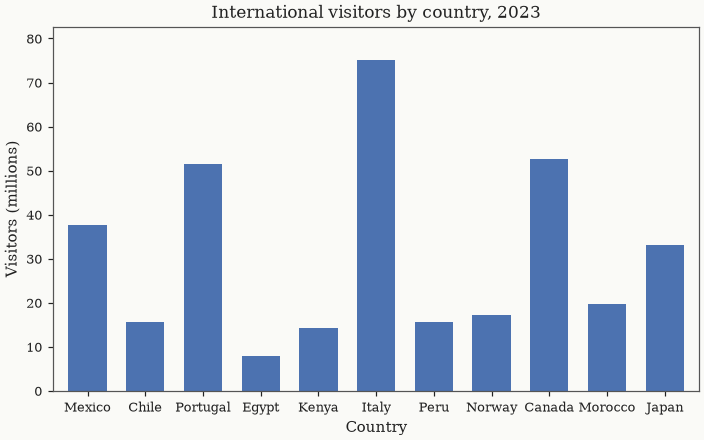 International visitors by country, 2023
Visitors (millions)
80
70
60
50
40
30
20
10
0
Mexico Chile Portugal Egypt Kenya Italy Peru Norway Canada Morocco Japan
Country